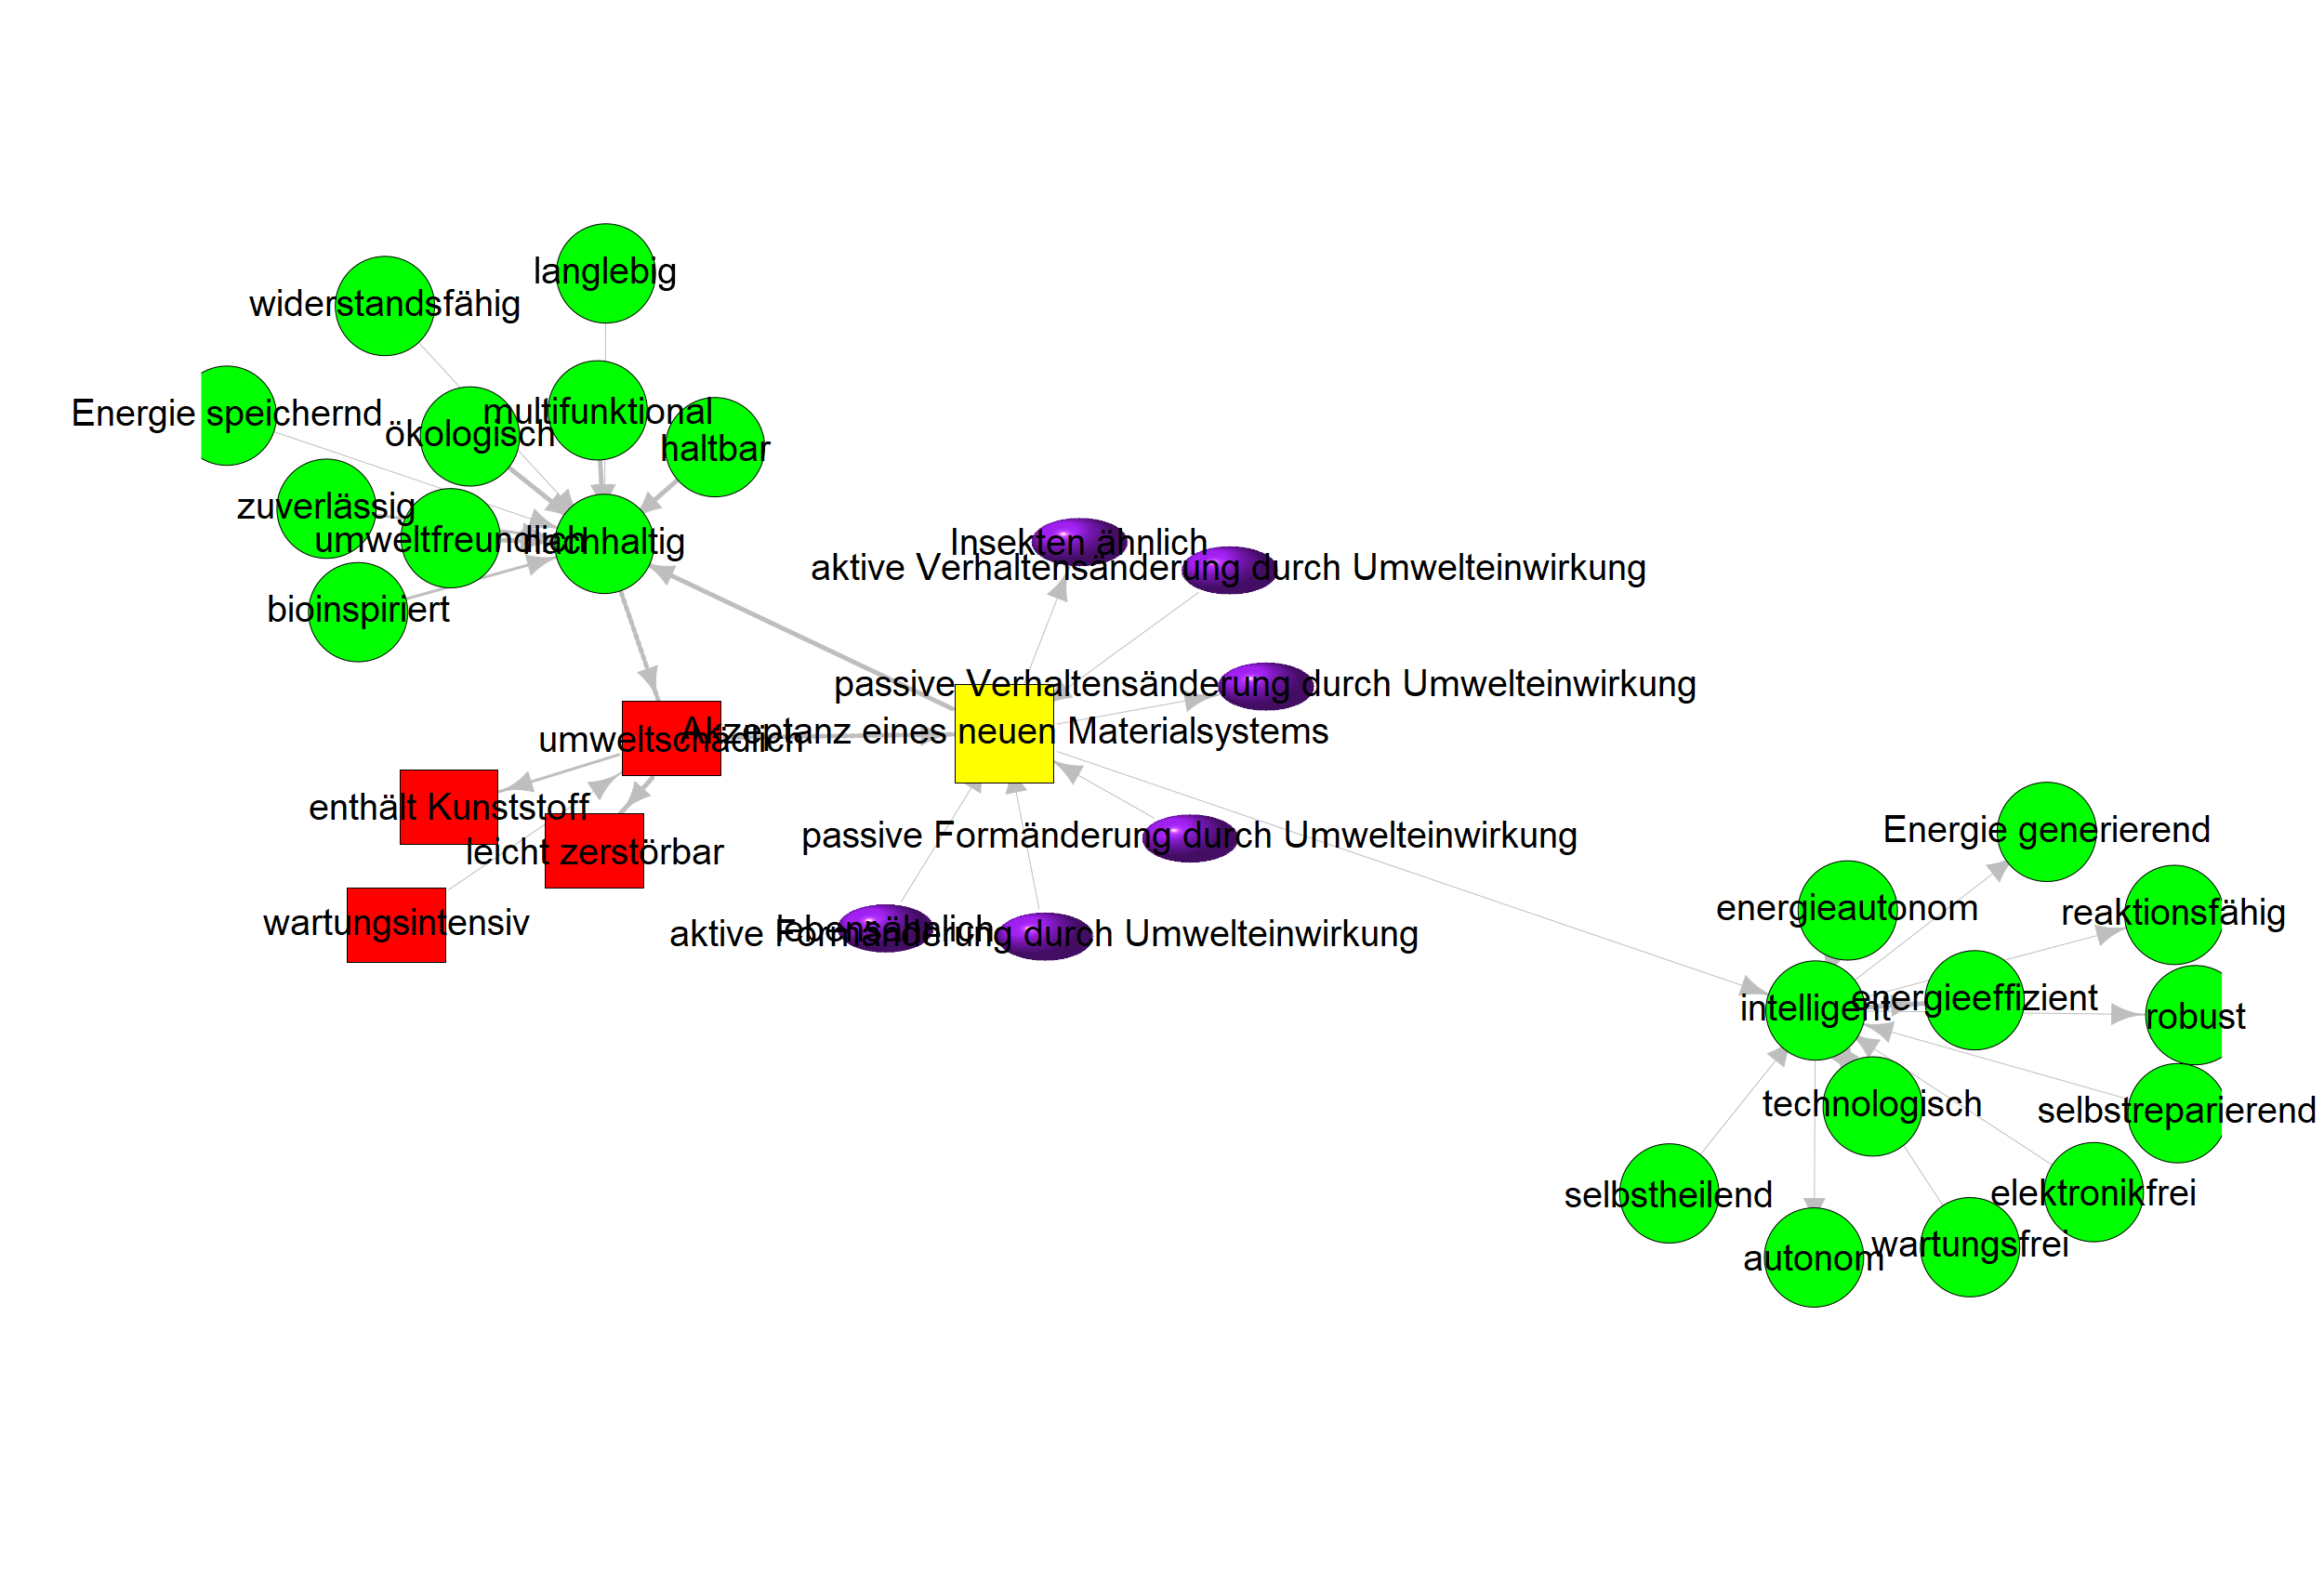 langlebig
widerstandsfähig
Energie speichernd
multifunktional
ökologisch
haltbar
zuverlässig
umweltfreundlich
nachhaltig
bioinspiriert
Insekten ähnlich
aktive Verhaltensänderung durch Umwelteinwirkung
passive Verhaltensänderung durch Umwelteinwirkung
Akzeptanz eines neuen Materialsystems
umweltschädlich
enthält Kunststoff
leicht zerstörbar
wartungsintensiv
passive Formänderung durch Umwelteinwirkung
lebensähnlich
aktive Formänderung durch Umwelteinwirkung
Energie generierend
energieautonom
reaktionsfähig
energieeffizient
intelligent
robust
technologisch
selbstreparierend
selbstheilend
elektronikfrei
wartungsfrei
autonom